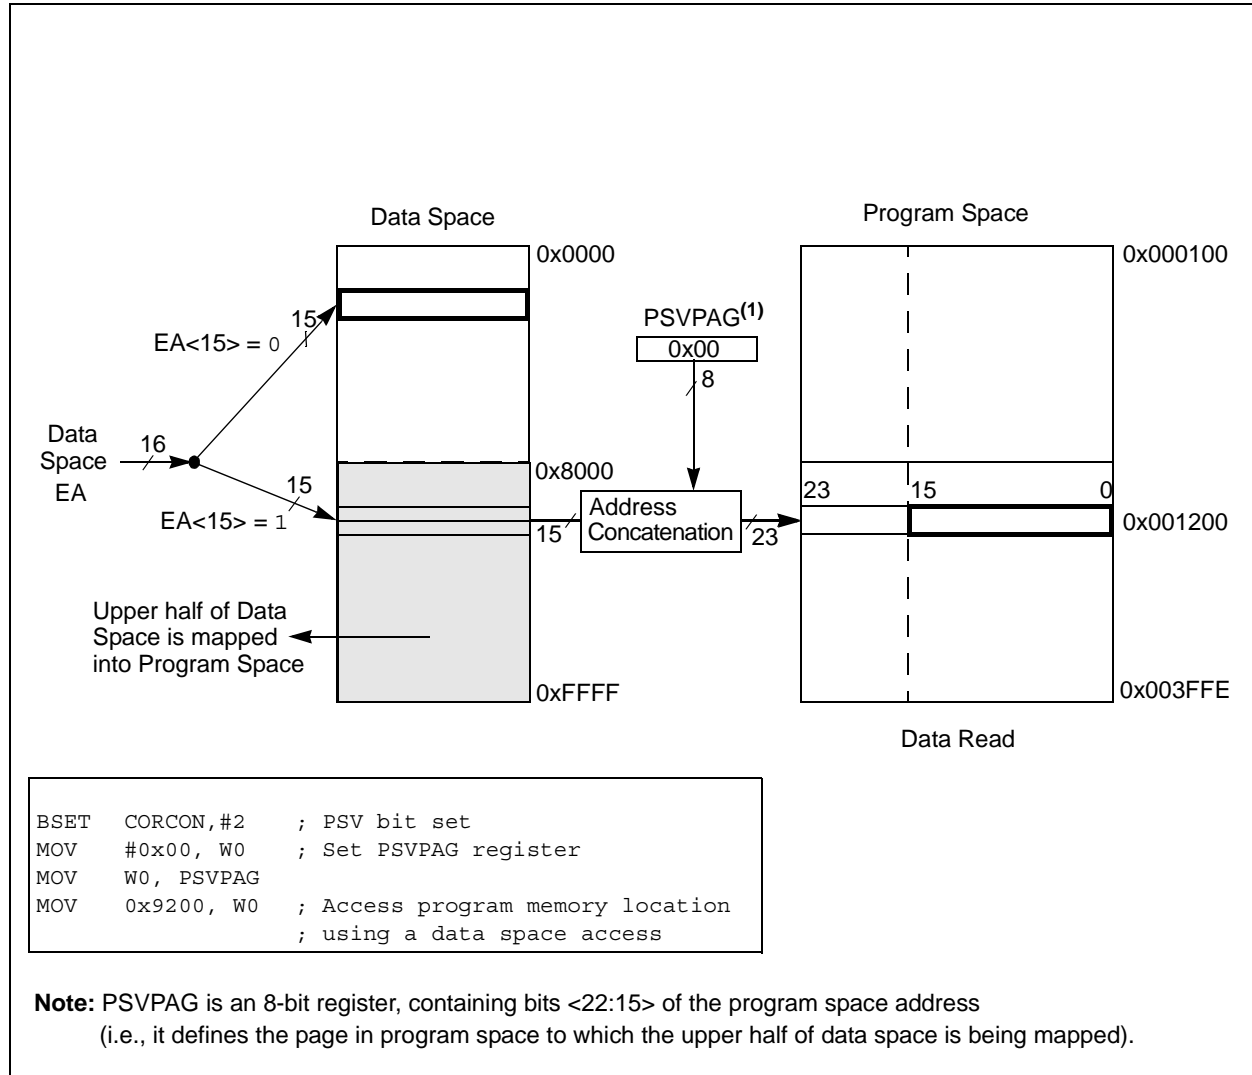 Data Space
Program Space
0x0000
0x000100
15
EA<15> = 0
PSVPAG(1)
0x00
8
Data
Space
EA
16
0x8000
15
EA<15> = 1
15
Address
Concatenation
23
23
15
0
0x001200
Upper half of Data
Space is mapped
into Program Space
0xFFFF
0x003FFE
Data Read
BSET CORCON,#2 ; PSV bit set
MOV #0x00, W0 ; Set PSVPAG register
MOV W0, PSVPAG
MOV 0x9200, W0 ; Access program memory location
; using a data space access
Note: PSVPAG is an 8-bit register, containing bits <22:15> of the program space address
(i.e., it defines the page in program space to which the upper half of data space is being mapped).